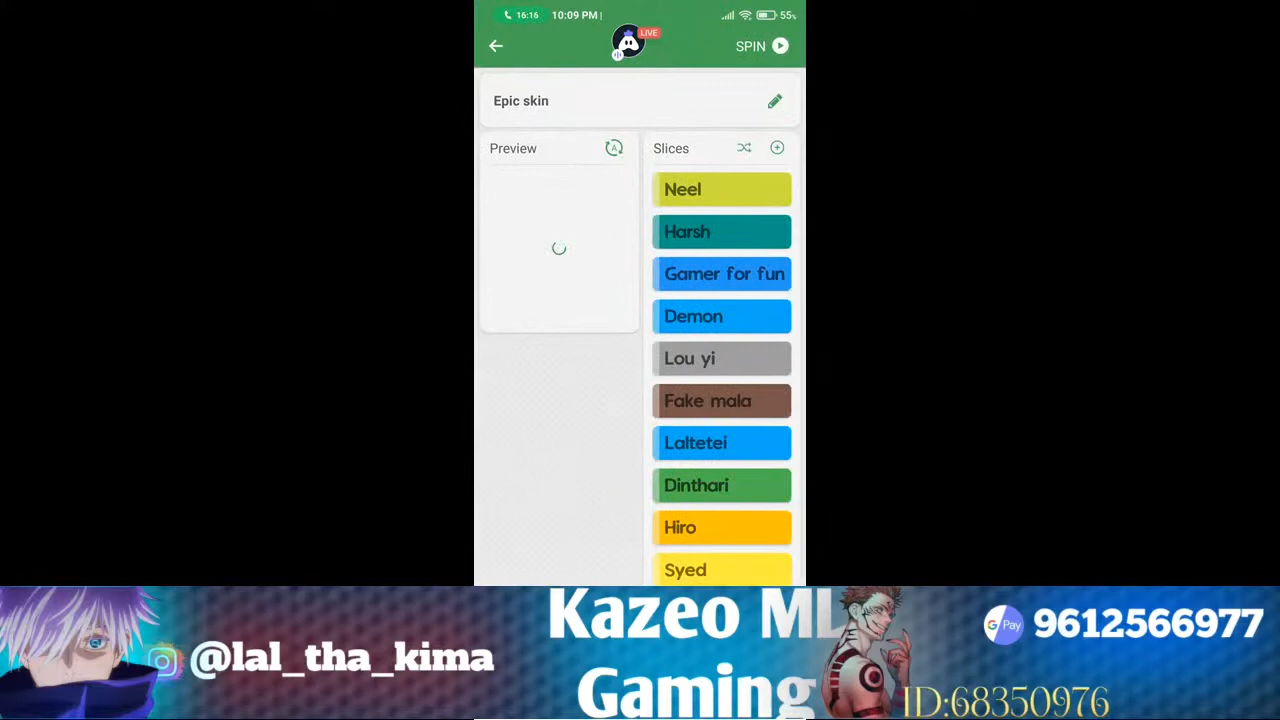 16:16 10:09 PM 55%
LIVE
SPIN
Epic skin
Preview
Slices
Neel
Harsh
Gamer for fun
Demon
Lou yi
Fake mala
Laltetei
Dinthari
Hiro
Syed
@lal_tha_kima
Kazeo ML
Gaming
G Pay 9612566977
ID:68350976